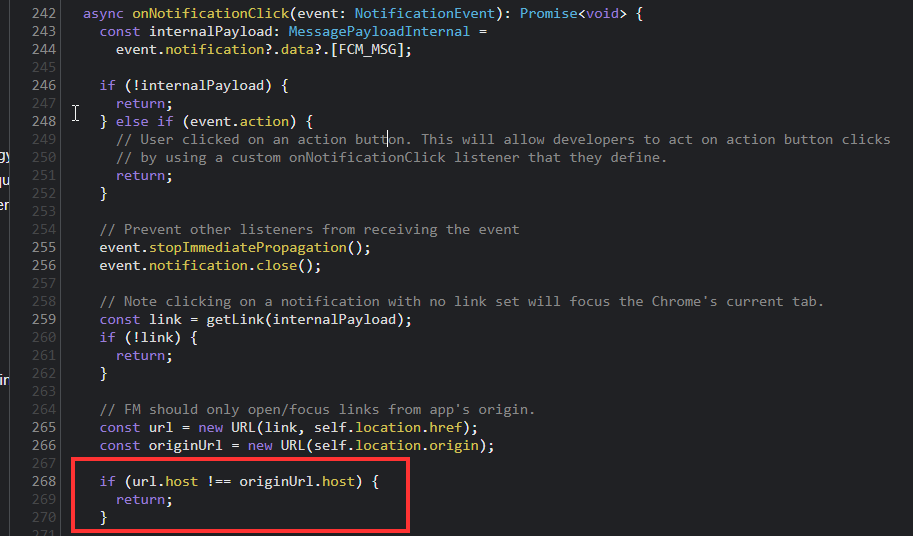 242 async onNotificationClick(event: NotificationEvent): Promise<void> {
243 const internalPayload: MessagePayloadInternal =
244 event.notification?.data?.[FCM_MSG];
245
246 if (!internalPayload) {
247 return;
248 } else if (event.action) {
249 // User clicked on an action button. This will allow developers to act on action button clicks
250 // by using a custom onNotificationClick listener that they define.
251 return;
252 }
253
254 // Prevent other listeners from receiving the event
255 event.stopImmediatePropagation();
256 event.notification.close();
257
258 // Note clicking on a notification with no link set will focus the Chrome's current tab.
259 const link = getLink(internalPayload);
260 if (!link) {
261 return;
262 }
263
264 // FM should only open/focus links from app's origin.
265 const url = new URL(link, self.location.href);
266 const originUrl = new URL(self.location.origin);
267
268 if (url.host !== originUrl.host) {
269 return;
270 }
271